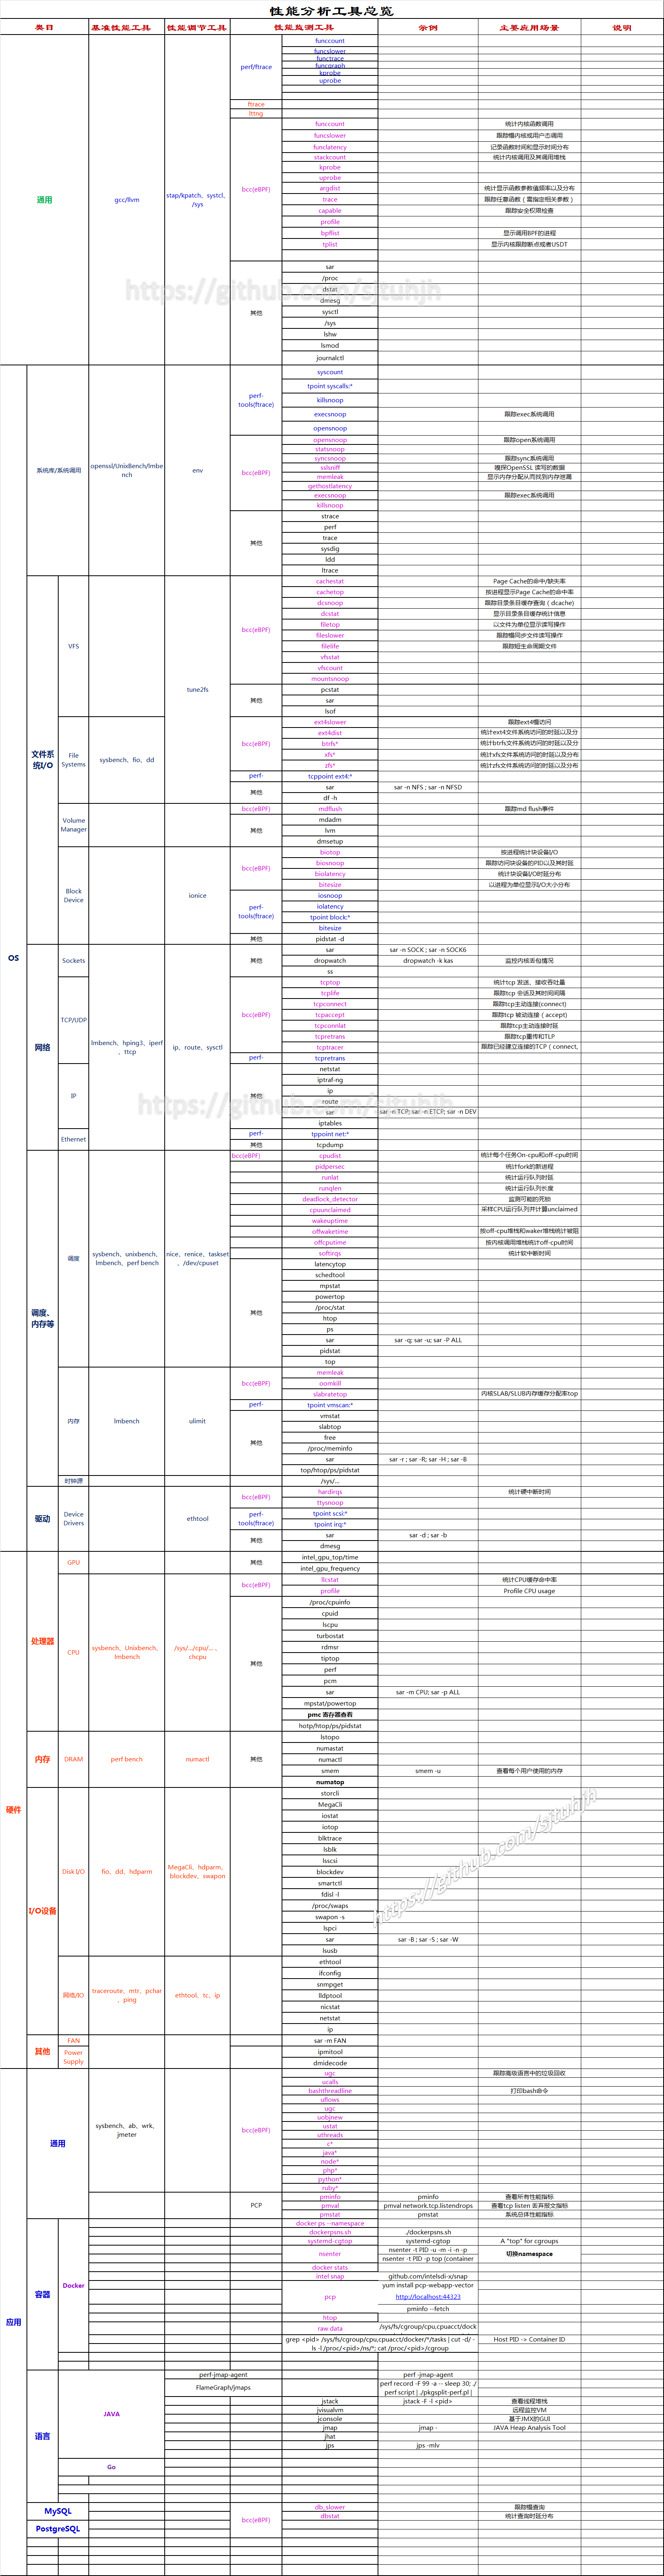 性能分析工具总览
类目 基准性能工具 性能调节工具 性能监测工具 示例 主要应用场景 说明
通用 gcc/llvm stap/kpatch、systcl、
/sys
perf/ftrace
funccount
funcslower
functrace
funcgraph
kprobe
uprobe
ftrace
lttng
bcc(eBPF)
funccount 统计内核函数调用
funcslower 跟踪慢内核或用户态调用
funclatency 记录函数时间和显示时间分布
stackcount 统计内核调用及其调用堆栈
kprobe
uprobe
argdist 统计显示函数参数值频率以及分布
trace 跟踪任意函数（需指定相关参数）
capable 跟踪安全权限检查
profile
bpflist 显示调用BPF的进程
tplist 显示内核跟踪断点或者USDT
其他
sar
/proc
https://github.com/sjtuhjh
dstat
dmesg
sysctl
/sys
lshw
lsmod
journalctl
OS
系统库/系统调用 openssl/UnixBench/lmbe
nch
env
perf-
tools(ftrace)
syscount
tpoint syscalls:*
killsnoop
execsnoop 跟踪exec系统调用
opensnoop
bcc(eBPF)
opensnoop 跟踪open系统调用
statsnoop
syncsnoop 跟踪sync系统调用
sslsniff 嗅探OpenSSL 读写的数据
memleak 显示内存分配从而找到内存泄漏
gethostlatency
execsnoop 跟踪exec系统调用
killsnoop
其他
strace
perf
trace
sysdig
ldd
ltrace
文件系
统I/O
VFS
tune2fs
bcc(eBPF)
cachestat Page Cache的命中/缺失率
cachetop 按进程显示Page Cache的命中率
dcsnoop 跟踪目录条目缓存查询（dcache)
dcstat 显示目录条目缓存统计信息
filetop 以文件为单位显示读写操作
fileslower 跟踪慢同步文件读写操作
filelife 跟踪短生命周期文件
vfsstat
vfscount
mountsnoop
其他
pcstat
sar
lsof
File
Systems
sysbench、fio、dd
bcc(eBPF)
ext4slower 跟踪ext4慢访问
ext4dist 统计ext4文件系统访问的时延以及分
btrfs* 统计btrfs文件系统访问的时延以及分
xfs* 统计xfs文件系统访问的时延以及分布
zfs* 统计zfs文件系统访问的时延以及分布
perf- tcppoint ext4:*
其他
sar sar -n NFS ; sar -n NFSD
df -h
Volume
Manager
bcc(eBPF) mdflush 跟踪md flush事件
其他
mdadm
lvm
dmsetup
Block
Device
ionice
bcc(eBPF)
biotop 按进程统计块设备I/O
biosnoop 跟踪访问块设备的PID以及其时延
biolatency 统计块设备I/O时延分布
bitesize 以进程为单位显示I/O大小分布
perf-
tools(ftrace)
iosnoop
iolatency
tpoint block:*
bitesize
其他 pidstat -d
网络
lmbench、hping3、iperf
、ttcp
ip、route、sysctl
Sockets
其他
sar sar -n SOCK ; sar -n SOCK6
dropwatch dropwatch -k kas 监控内核丢包情况
ss
TCP/UDP
bcc(eBPF)
tcptop 统计tcp 发送、接收吞吐量
tcplife 跟踪tcp 会话及其时间间隔
tcpconnect 跟踪tcp主动连接(connect)
tcpaccept 跟踪tcp 被动连接（accept)
tcpconnlat 跟踪tcp主动连接时延
tcpretrans 跟踪tcp重传和TLP
tcptracer 跟踪已经建立连接的TCP（connect,
perf- tcpretrans
IP
其他
netstat
iptraf-ng
ip
https://github.com/sjtuhjh
route
sar sar -n TCP; sar -n ETCP; sar -n DEV
iptables
Ethernet
perf- tppoint net:*
其他 tcpdump
调度、
内存等
调度
sysbench、unixbench、
lmbench、perf bench
nice、renice、taskset
、/dev/cpuset
bcc(eBPF) cpudist 统计每个任务On-cpu和off-cpu时间
pidpersec 统计fork的新进程
runlat 统计运行队列时延
runqlen 统计运行队列长度
deadlock_detector 监测可能的死锁
cpuunclaimed 采样CPU运行队列并计算unclaimed
wakeuptime
offwaketime 按off-cpu堆栈和waker堆栈统计被阻
offcputime 按内核调用堆栈统计off-cpu时间
softirqs 统计软中断时间
其他
latencytop
schedtool
mpstat
powertop
/proc/stat
htop
ps
sar sar -q; sar -u; sar -P ALL
pidstat
top
内存 lmbench ulimit
bcc(eBPF)
memleak
oomkill
slabratetop 内核SLAB/SLUB内存缓存分配率top
perf- tpoint vmscan:*
其他
vmstat
slabtop
free
/proc/meminfo
sar sar -r ; sar -R; sar -H ; sar -B
top/htop/ps/pidstat
时钟源 /sys/...
驱动
Device
Drivers
ethtool
bcc(eBPF)
hardirqs 统计硬中断时间
ttysnoop
perf-
tools(ftrace)
tpoint scsi:*
tpoint irq:*
其他
sar sar -d ; sar -b
dmesg
硬件
处理器
GPU
其他
intel_gpu_top/time
intel_gpu_frequency
CPU
sysbench、Unixbench、
lmbench
/sys/.../cpu/... 、
chcpu
bcc(eBPF)
llcstat 统计CPU缓存命中率
profile Profile CPU usage
其他
/proc/cpuinfo
cpuid
lscpu
turbostat
rdmsr
tiptop
perf
pcm
sar sar -m CPU; sar -p ALL
mpstat/powertop
pmc 寄存器查看
hotp/htop/ps/pidstat
内存 DRAM perf bench numactl 其他
lstopo
numastat
numactl
smem smem -u 查看每个用户使用的内存
numatop
I/O设备
Disk I/O fio、dd、hdparm
MegaCli、hdparm、
blockdev、swapon
storcli
MegaCli
iostat
iotop
blktrace
https://github.com/sjtuhjh
lsblk
lsscsi
blockdev
smartctl
fdisl -l
/proc/swaps
swapon -s
lspci
sar sar -B ; sar -S ; sar -W
lsusb
网络/IO
traceroute、mtr、pchar
、ping
ethtool、tc、ip
ethtool
ifconfig
snmpget
lldptool
nicstat
netstat
ip
其他
FAN sar -m FAN
Power
Supply
ipmitool
dmidecode
应用
通用
sysbench、ab、wrk、
jmeter
bcc(eBPF)
ugc 跟踪高级语言中的垃圾回收
ucalls
bashthreadline 打印bash命令
uflows
ugc
uobjnew
ustat
uthreads
c*
java*
node*
php*
python*
ruby*
PCP
pminfo pminfo 查看所有性能指标
pmval pmval network.tcp.listendrops 查看tcp listen 丢弃报文指标
pmstat pmstat 系统总体性能指标
容器 Docker
docker ps --namespace
dockerpsns.sh ./dockerpsns.sh
systemd-cgtop systemd-cgtop A "top" for cgroups
nsenter
nsenter -t PID -u -m -i -n -p
nsenter -t PID -p top (container
切换namespace
docker stats
intel snap github.com/intelsdi-x/snap
pcp
yum install pcp-webapp-vector
http://localhost:44323
pminfo --fetch
htop
raw data /sys/fs/cgroup/cpu,cpuacct/dock
grep <pid> /sys/fs/cgroup/cpu,cpuacct/docker/*/tasks | cut -d/ - Host PID -> Container ID
ls -l /proc/<pid>/ns/*; cat /proc/<pid>/cgroup
语言
JAVA
perf-jmap-agent perf -jmap-agent
FlameGraph/jmaps
perf record -F 99 -a -- sleep 30; ./
perf script | ./pkgsplit-perf.pl |
jstack jstack -F -l <pid> 查看线程堆栈
jvisualvm 远程监控VM
jconsole 基于JMX的GUI
jmap jmap - JAVA Heap Analysis Tool
jhat
jps jps -mlv
Go
MySQL
PostgreSQL
bcc(eBPF)
db_slower 跟踪慢查询
dbstat 统计查询时延分布